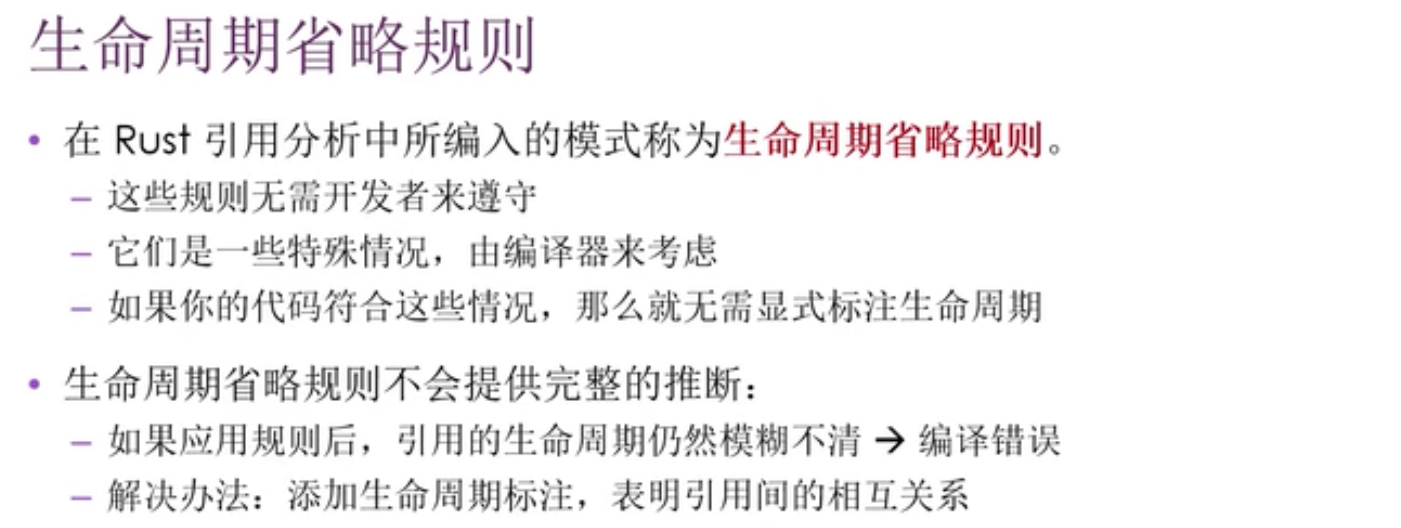 生命周期省略规则
• 在 Rust 引用分析中所编入的模式称为生命周期省略规则。
– 这些规则无需开发者来遵守
– 它们是一些特殊情况，由编译器来考虑
– 如果你的代码符合这些情况，那么就无需显式标注生命周期
• 生命周期省略规则不会提供完整的推断：
– 如果应用规则后，引用的生命周期仍然模糊不清 → 编译错误
– 解决办法：添加生命周期标注，表明引用间的相互关系